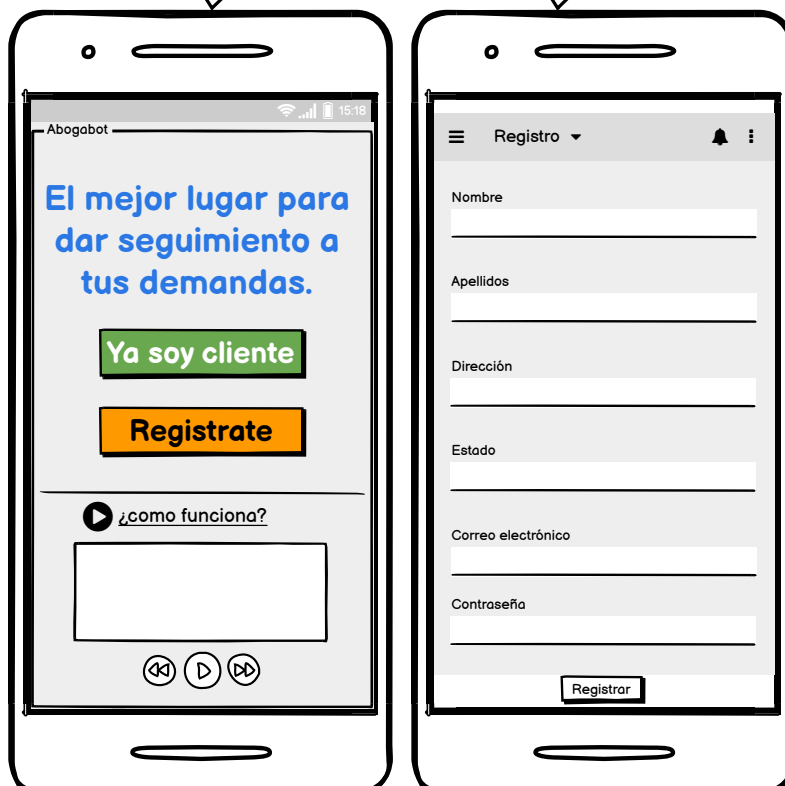 15:18
Abogabot
El mejor lugar para
dar seguimiento a
tus demandas.
Ya soy cliente
Registrate
¿como funciona?
Registro
Nombre
Apellidos
Dirección
Estado
Correo electrónico
Contraseña
Registrar